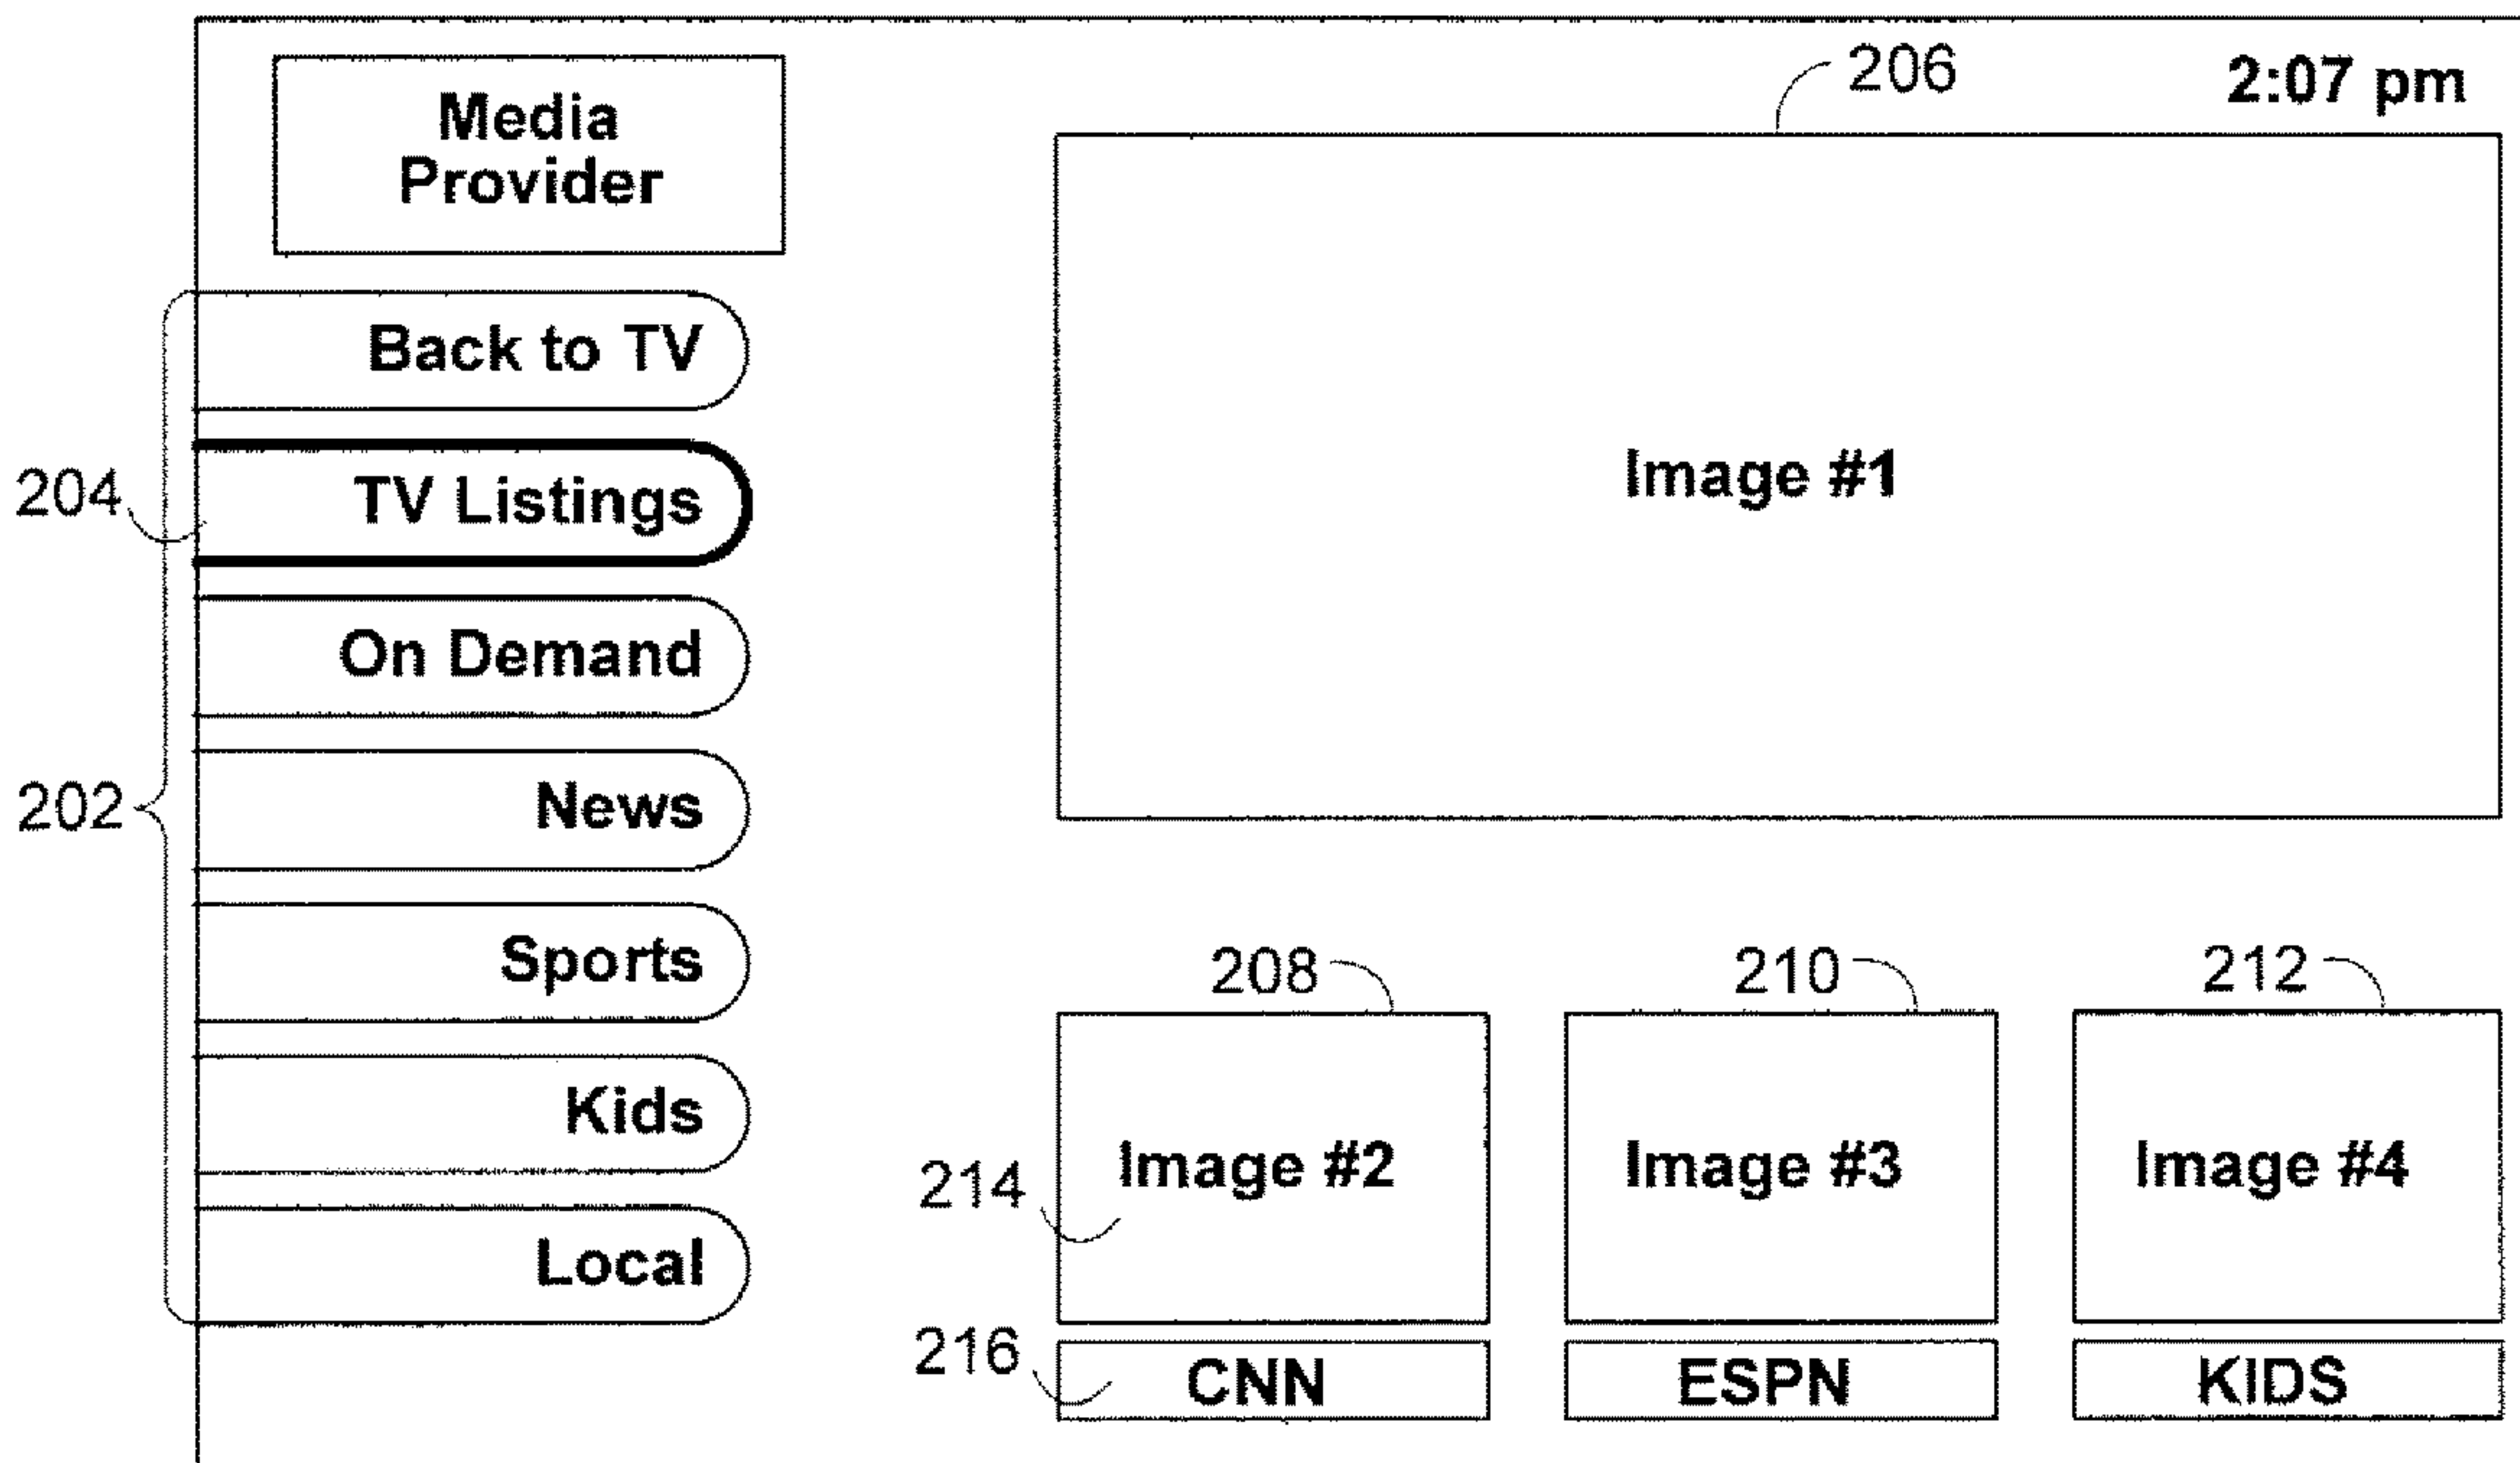 206
2:07 pm
Media
Provider
Back to TV
204
TV Listings
Image #1
On Demand
202
News
Sports
208
210
212
Kids
214
Image #2
Image #3
Image #4
Local
216
CNN
ESPN
KIDS